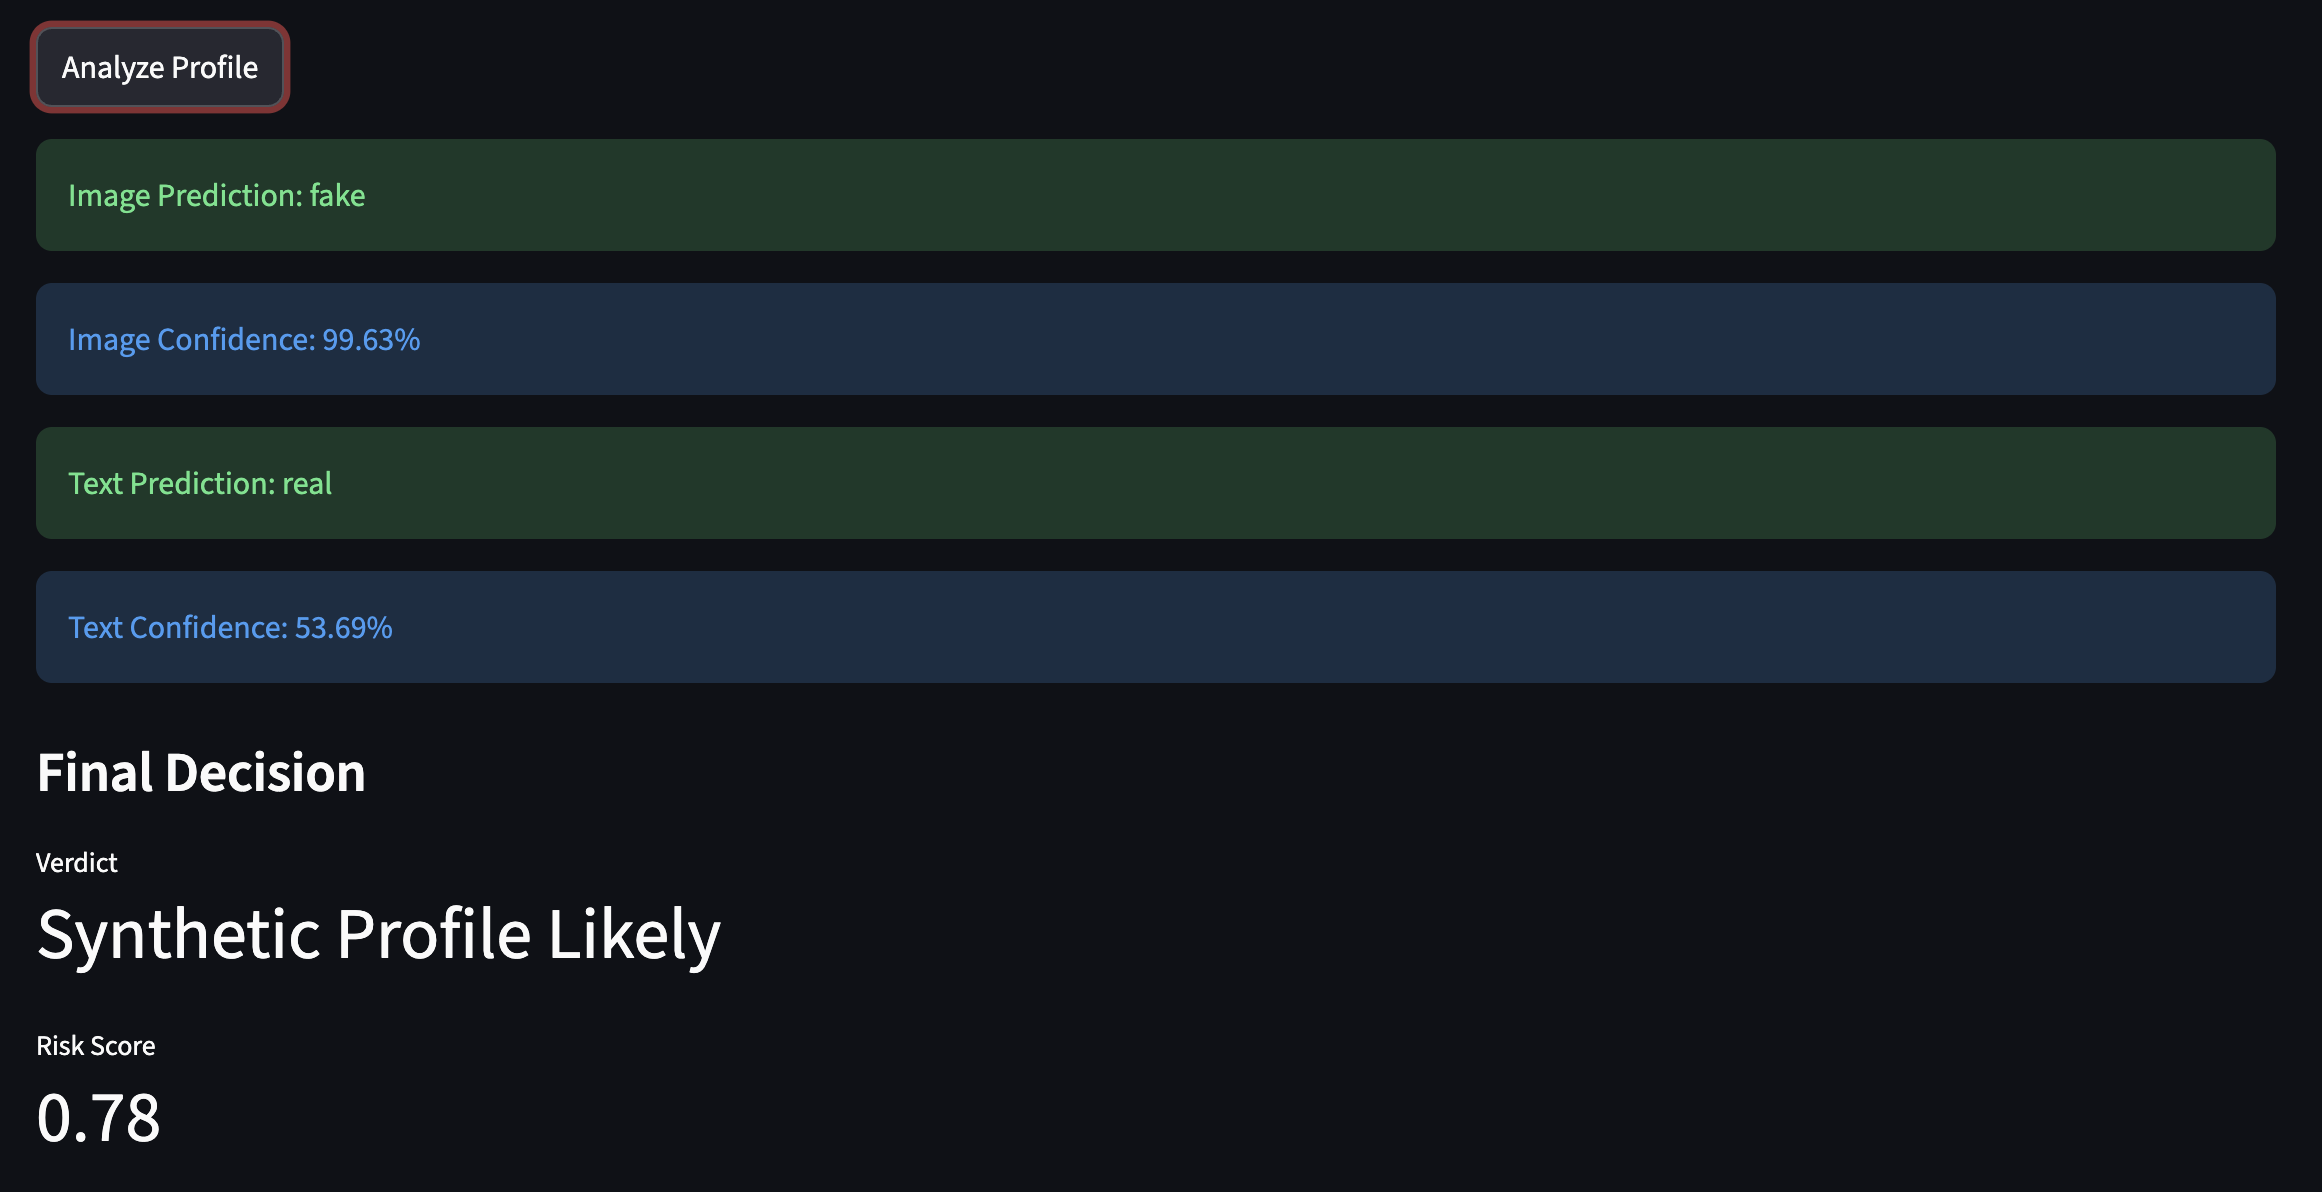 Analyze Profile
Image Prediction: fake
Image Confidence: 99.63%
Text Prediction: real
Text Confidence: 53.69%
Final Decision
Verdict
Synthetic Profile Likely
Risk Score
0.78